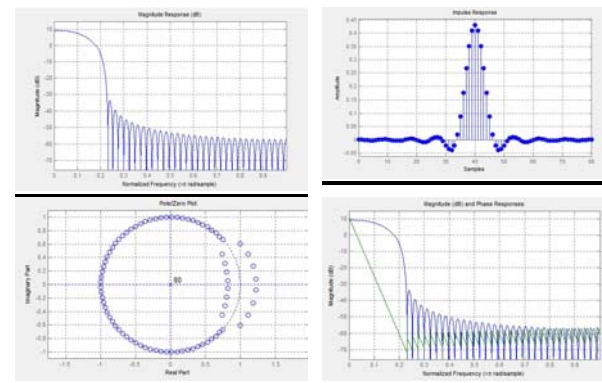 Magnitude Response (dB)
Magnitude (dB)
10
0
-10
-20
-30
-40
-50
-60
-70
0 0.1 0.2 0.3 0.4 0.5 0.6 0.7 0.8 0.9
Normalized Frequency (×π rad/sample)
Impulse Response
Amplitude
0.45
0.4
0.35
0.3
0.25
0.2
0.15
0.1
0.05
0
-0.05
0 10 20 30 40 50 60 70 80
Samples
Pole/Zero Plot
Imaginary Part
1
0.8
0.6
0.4
0.2
0
-0.2
-0.4
-0.6
-0.8
-1
80
-1.5 -1 -0.5 0 0.5 1 1.5
Real Part
Magnitude (dB) and Phase Responses
Magnitude (dB)
10
0
-10
-20
-30
-40
-50
-60
-70
0 0.1 0.2 0.3 0.4 0.5 0.6 0.7 0.8 0.9
Normalized Frequency (×π rad/sample)